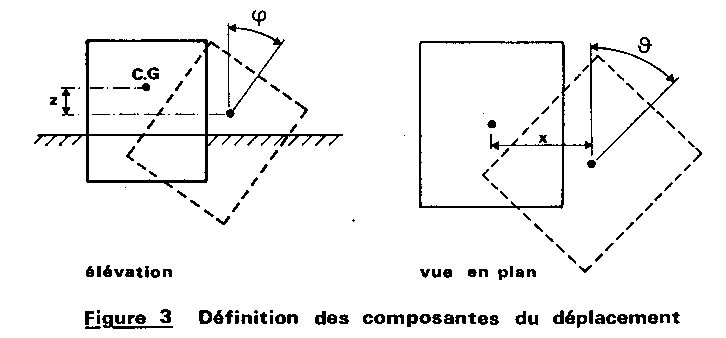 φ
ϑ
C.G
z
x
élévation
vue en plan
Figure 3 Définition des composantes du déplacement